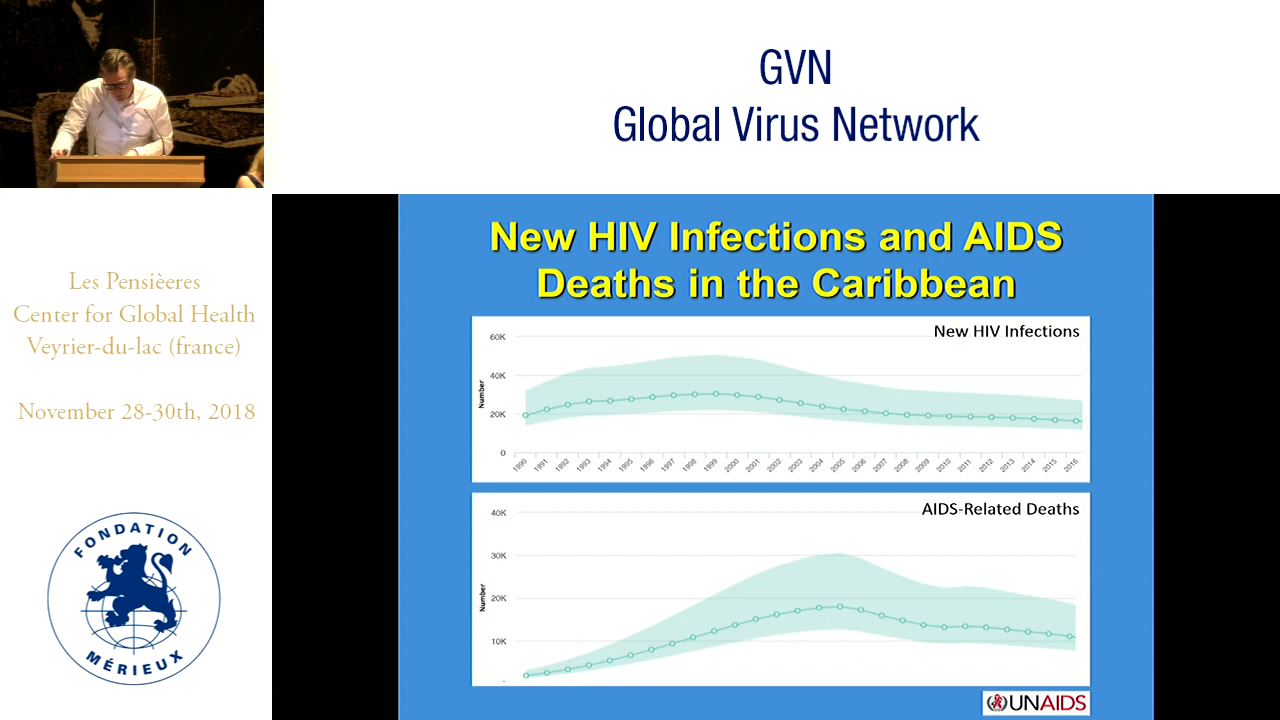 GVN
Global Virus Network
Les Pensièeres
Center for Global Health
Veyrier-du-lac (france)
November 28-30th, 2018
FONDATION
MÉRIEUX
New HIV Infections and AIDS
Deaths in the Caribbean
New HIV Infections
Number
60K
40K
20K
0
1990 1991 1992 1993 1994 1995 1996 1997 1998 1999 2000 2001 2002 2003 2004 2005 2006 2007 2008 2009 2010 2011 2012 2013 2014 2015 2016
AIDS-Related Deaths
Number
40K
30K
20K
10K
-
UNAIDS